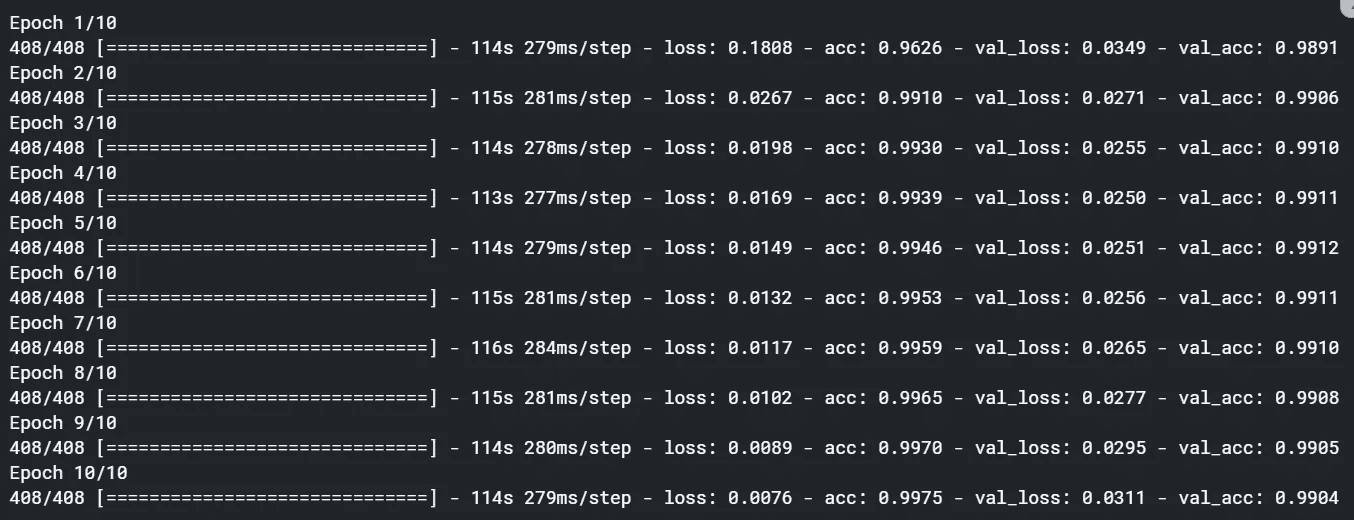 Epoch 1/10
408/408 [==============================] - 114s 279ms/step - loss: 0.1808 - acc: 0.9626 - val_loss: 0.0349 - val_acc: 0.9891
Epoch 2/10
408/408 [==============================] - 115s 281ms/step - loss: 0.0267 - acc: 0.9910 - val_loss: 0.0271 - val_acc: 0.9906
Epoch 3/10
408/408 [==============================] - 114s 278ms/step - loss: 0.0198 - acc: 0.9930 - val_loss: 0.0255 - val_acc: 0.9910
Epoch 4/10
408/408 [==============================] - 113s 277ms/step - loss: 0.0169 - acc: 0.9939 - val_loss: 0.0250 - val_acc: 0.9911
Epoch 5/10
408/408 [==============================] - 114s 279ms/step - loss: 0.0149 - acc: 0.9946 - val_loss: 0.0251 - val_acc: 0.9912
Epoch 6/10
408/408 [==============================] - 115s 281ms/step - loss: 0.0132 - acc: 0.9953 - val_loss: 0.0256 - val_acc: 0.9911
Epoch 7/10
408/408 [==============================] - 116s 284ms/step - loss: 0.0117 - acc: 0.9959 - val_loss: 0.0265 - val_acc: 0.9910
Epoch 8/10
408/408 [==============================] - 115s 281ms/step - loss: 0.0102 - acc: 0.9965 - val_loss: 0.0277 - val_acc: 0.9908
Epoch 9/10
408/408 [==============================] - 114s 280ms/step - loss: 0.0089 - acc: 0.9970 - val_loss: 0.0295 - val_acc: 0.9905
Epoch 10/10
408/408 [==============================] - 114s 279ms/step - loss: 0.0076 - acc: 0.9975 - val_loss: 0.0311 - val_acc: 0.9904